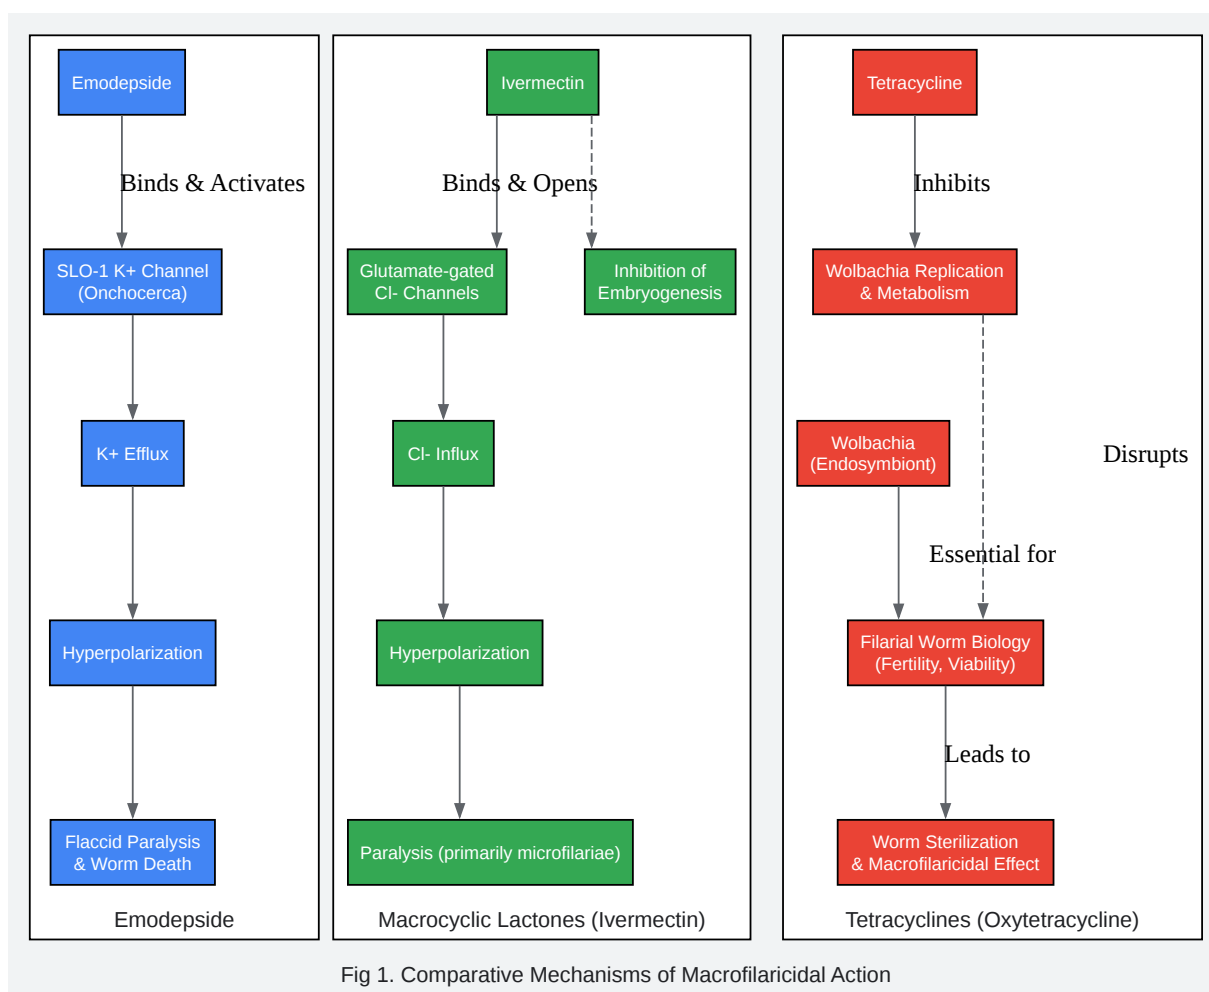 Emodepside
Binds & Activates
SLO-1 K+ Channel
(Onchocerca)
K+ Efflux
Hyperpolarization
Flaccid Paralysis
& Worm Death
Emodepside
Ivermectin
Binds & Opens
Glutamate-gated
Cl- Channels
Inhibition of
Embryogenesis
Cl- Influx
Hyperpolarization
Paralysis (primarily microfilariae)
Macrocyclic Lactones (Ivermectin)
Tetracycline
Inhibits
Wolbachia Replication
& Metabolism
Wolbachia
(Endosymbiont)
Disrupts
Essential for
Filarial Worm Biology
(Fertility, Viability)
Leads to
Worm Sterilization
& Macrofilaricidal Effect
Tetracyclines (Oxytetracycline)
Fig 1. Comparative Mechanisms of Macrofilaricidal Action